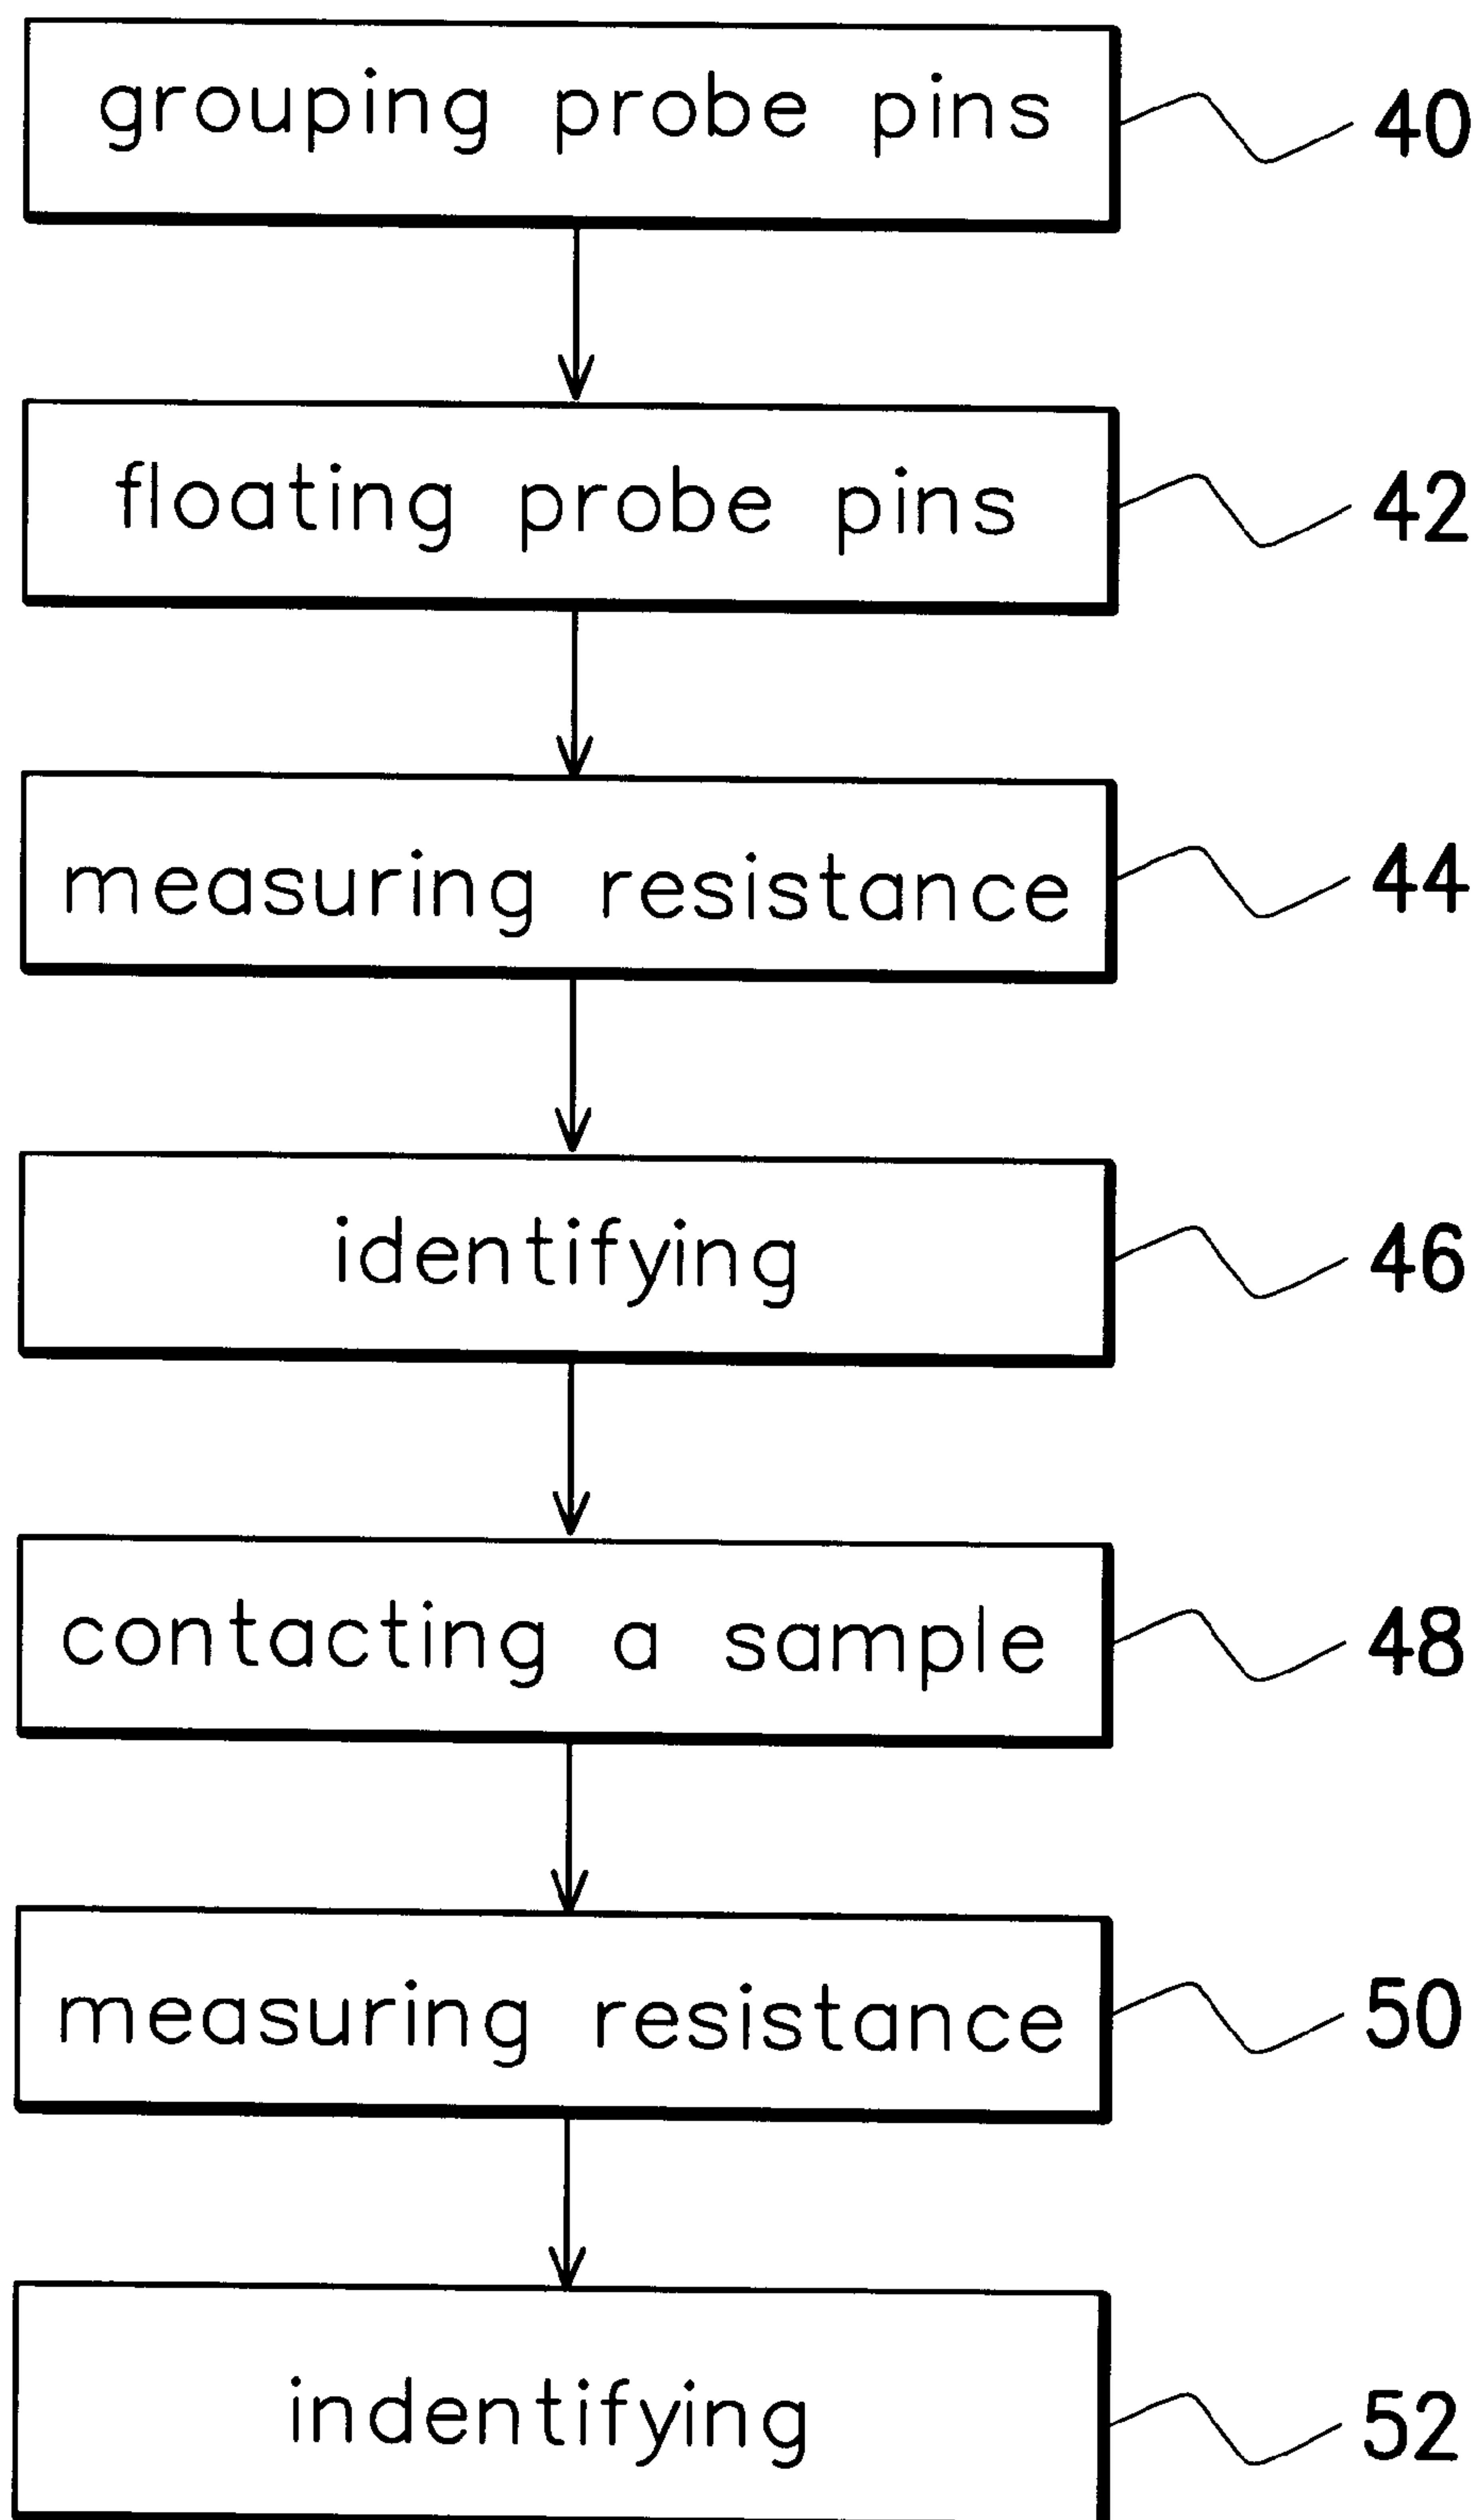 grouping probe pins 40
floating probe pins 42
measuring resistance 44
identifying 46
contacting a sample 48
measuring resistance 50
indentifying 52